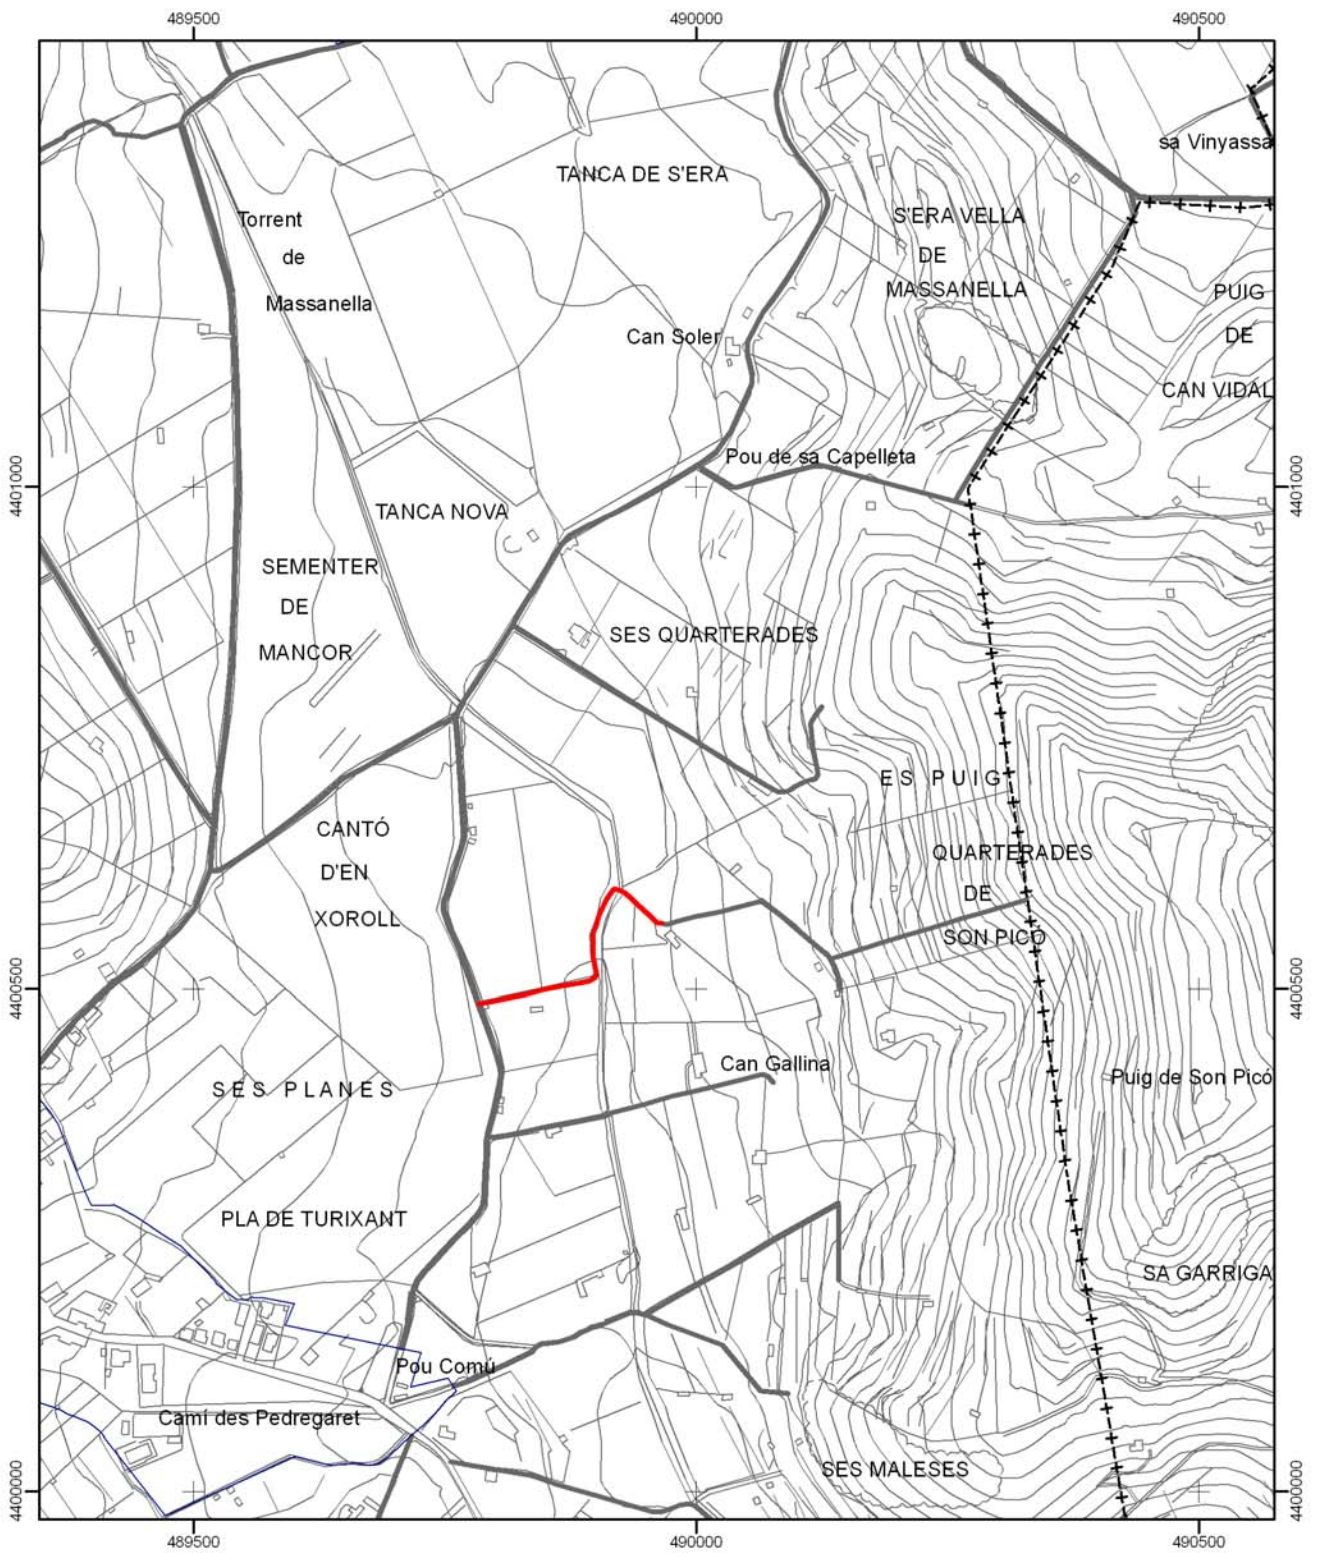 489500
490000
490500
sa Vinyassa
TANCA DE S'ERA
Torrent
de
Massanella
S'ERA VELLA
DE
MASSANELLA
PUIG
DE
CAN VIDAL
Can Soler
Pou de sa Capelleta
4401000
4401000
TANCA NOVA
SEMENTER
DE
MANCOR
SES QUARTERADES
ES PUIG
QUARTERADES
DE
SON PICÓ
CANTÓ
D'EN
XOROLL
4400500
4400500
Can Gallina
Puig de Son Picó
SES PLANES
PLA DE TURIXANT
SA GARRIGA
Pou Comú
Camí des Pedregaret
SES MALESES
4400000
4400000
489500
490000
490500